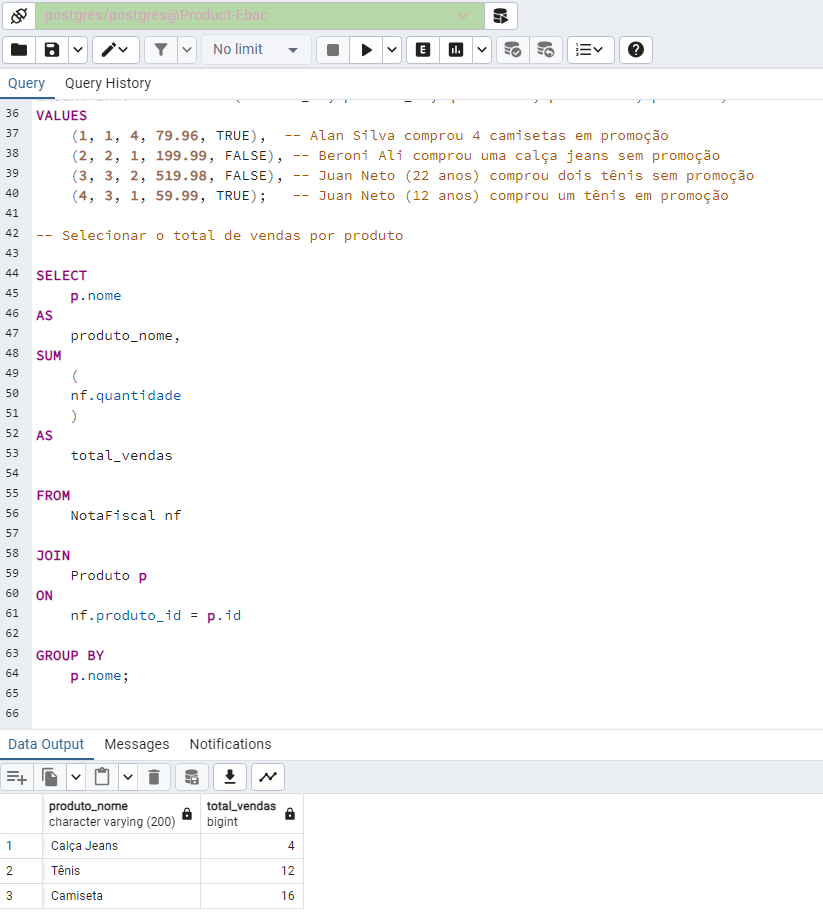 postgres/postgres@Product-Ebac
No limit
E
Query Query History
36 VALUES
37 (1, 1, 4, 79.96, TRUE), -- Alan Silva comprou 4 camisetas em promoção
38 (2, 2, 1, 199.99, FALSE), -- Beroni Ali comprou uma calça jeans sem promoção
39 (3, 3, 2, 519.98, FALSE), -- Juan Neto (22 anos) comprou dois tênis sem promoção
40 (4, 3, 1, 59.99, TRUE); -- Juan Neto (12 anos) comprou um tênis em promoção
41
42 -- Selecionar o total de vendas por produto
43
44 SELECT
45 p.nome
46 AS
47 produto_nome,
48 SUM
49 (
50 nf.quantidade
51 )
52 AS
53 total_vendas
54
55 FROM
56 NotaFiscal nf
57
58 JOIN
59 Produto p
60 ON
61 nf.produto_id = p.id
62
63 GROUP BY
64 p.nome;
65
66
Data Output Messages Notifications
produto_nome total_vendas
character varying (200) bigint
1 Calça Jeans 4
2 Tênis 12
3 Camiseta 16